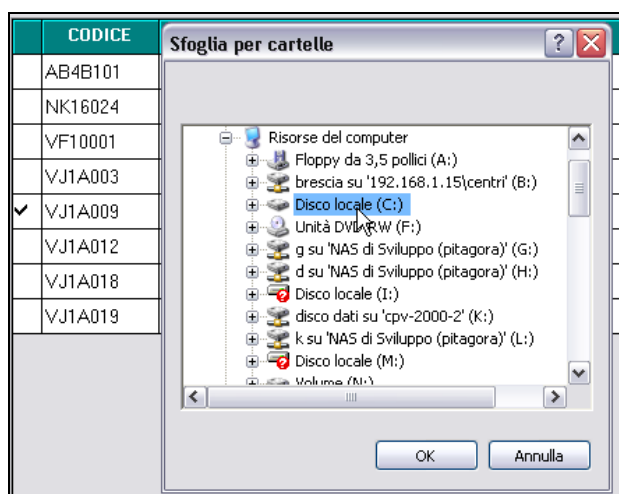 CODICE
AB4B101
NK16024
VF10001
VJ1A003
VJ1A009
VJ1A012
VJ1A018
VJ1A019
Sfoglia per cartelle
Risorse del computer
Floppy da 3,5 pollici (A:)
brescia su '192.168.1.15\centri' (B:)
Disco locale (C:)
Unità DVD-RW (F:)
g su 'NAS di Sviluppo (pitagora)' (G:)
d su 'NAS di Sviluppo (pitagora)' (H:)
Disco locale (I:)
disco dati su 'cpv-2000-2' (K:)
k su 'NAS di Sviluppo (pitagora)' (L:)
Disco locale (M:)
Volume (N:)
OK
Annulla